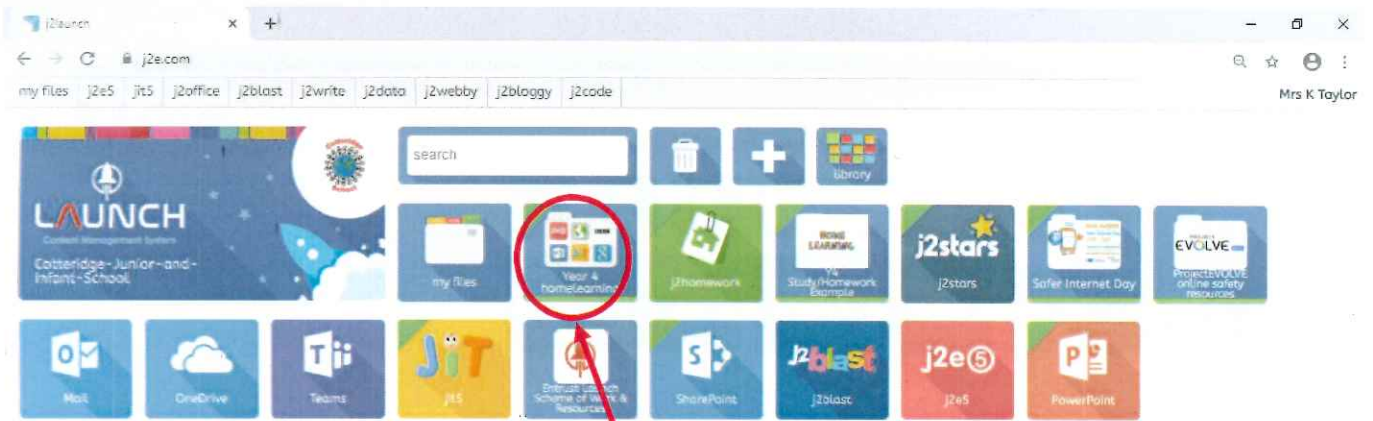 j2launch
j2e.com
my files j2e5 jit5 j2office j2blast j2write j2data j2webby j2bloggy j2code
Mrs K Taylor
search
library
LAUNCH
Content Management System
Cotteridge-Junior-and-
Infant-School
my files
Year 4
homelearning
j2homework
HOME
LEARNING
Y4
Study/Homework
Example
j2stars
j2stars
Safer Internet Day
PROJECT
EVOLVE
ProjectEVOLVE
online safety
resources
Mail
OneDrive
Teams
JiT
jit5
Entrust Launch
Scheme of Work &
Resources
SharePoint
j2blast
j2blast
j2e5
j2e5
PowerPoint